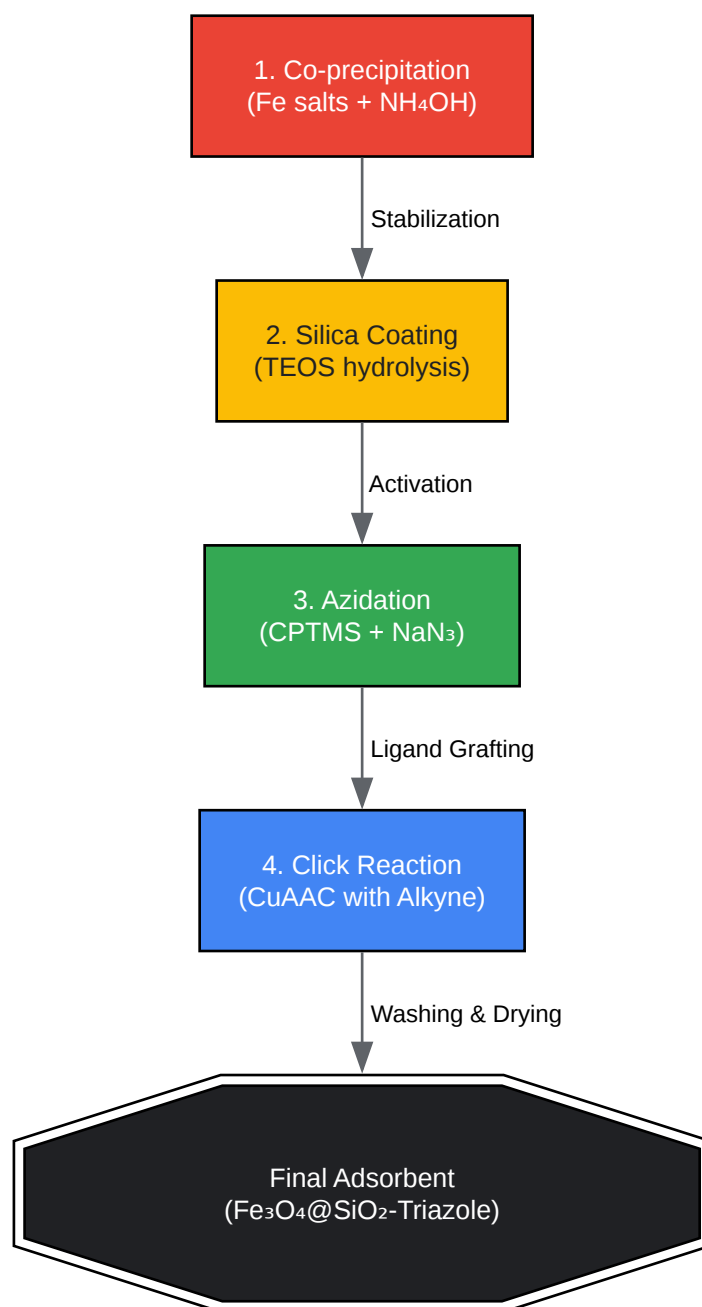 1. Co-precipitation
(Fe salts + NH₄OH)
Stabilization
2. Silica Coating
(TEOS hydrolysis)
Activation
3. Azidation
(CPTMS + NaN₃)
Ligand Grafting
4. Click Reaction
(CuAAC with Alkyne)
Washing & Drying
Final Adsorbent
(Fe₃O₄@SiO₂-Triazole)